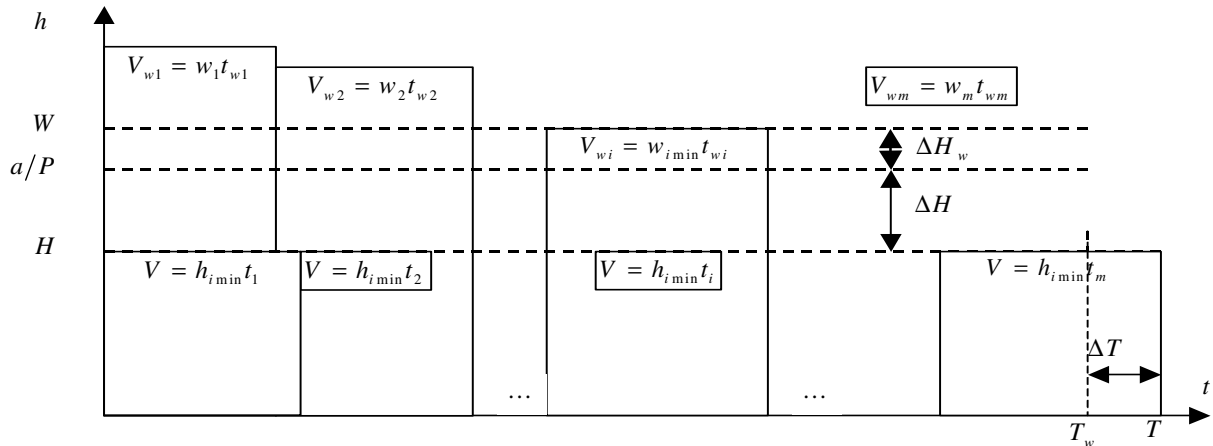 h
V_{w1} = w_1 t_{w1}
V_{w2} = w_2 t_{w2}
V_{wm} = w_m t_{wm}
W
V_{wi} = w_{i min} t_{wi}
ΔH_w
a/P
ΔH
H
V = h_{i min} t_1
V = h_{i min} t_2
V = h_{i min} t_i
V = h_{i min} t_m
ΔT
...
...
t
T_w
T